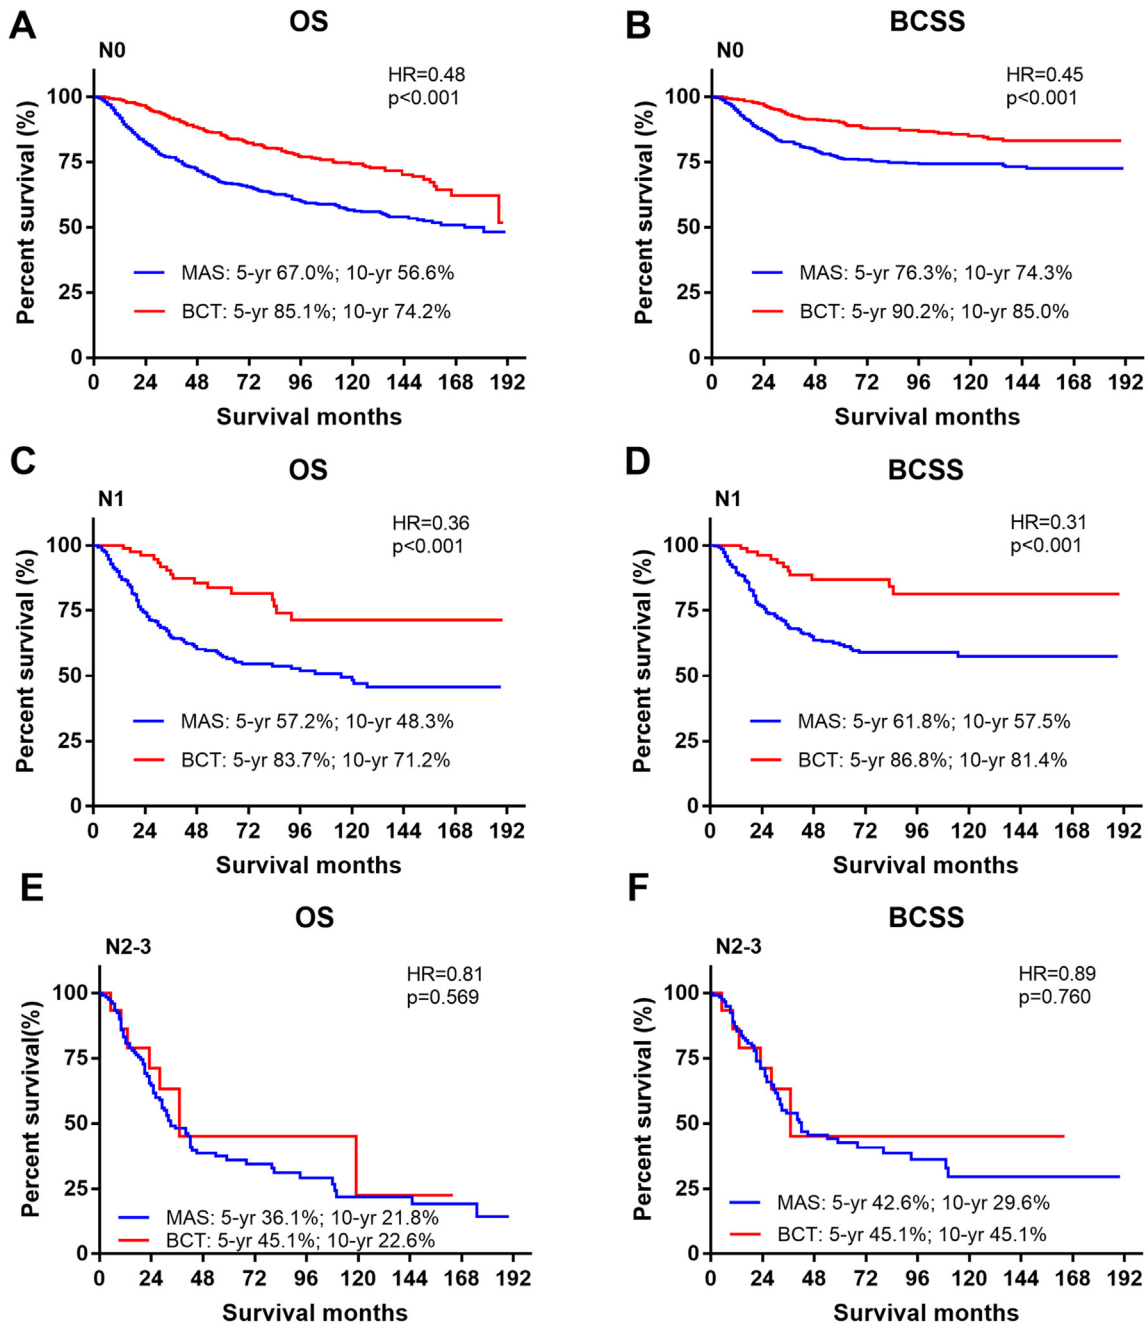 A
OS
N0
HR=0.48
p<0.001
Percent survival (%)
100
75
50
25
0
MAS: 5-yr 67.0%; 10-yr 56.6%
BCT: 5-yr 85.1%; 10-yr 74.2%
0 24 48 72 96 120 144 168 192
Survival months
B
BCSS
N0
HR=0.45
p<0.001
Percent survival (%)
100
75
50
25
0
MAS: 5-yr 76.3%; 10-yr 74.3%
BCT: 5-yr 90.2%; 10-yr 85.0%
0 24 48 72 96 120 144 168 192
Survival months
C
OS
N1
HR=0.36
p<0.001
Percent survival (%)
100
75
50
25
0
MAS: 5-yr 57.2%; 10-yr 48.3%
BCT: 5-yr 83.7%; 10-yr 71.2%
0 24 48 72 96 120 144 168 192
Survival months
D
BCSS
N1
HR=0.31
p<0.001
Percent survival (%)
100
75
50
25
0
MAS: 5-yr 61.8%; 10-yr 57.5%
BCT: 5-yr 86.8%; 10-yr 81.4%
0 24 48 72 96 120 144 168 192
Survival months
E
OS
N2-3
HR=0.81
p=0.569
Percent survival(%)
100
75
50
25
0
MAS: 5-yr 36.1%; 10-yr 21.8%
BCT: 5-yr 45.1%; 10-yr 22.6%
0 24 48 72 96 120 144 168 192
Survival months
F
BCSS
N2-3
HR=0.89
p=0.760
Percent survival (%)
100
75
50
25
0
MAS: 5-yr 42.6%; 10-yr 29.6%
BCT: 5-yr 45.1%; 10-yr 45.1%
0 24 48 72 96 120 144 168 192
Survival months